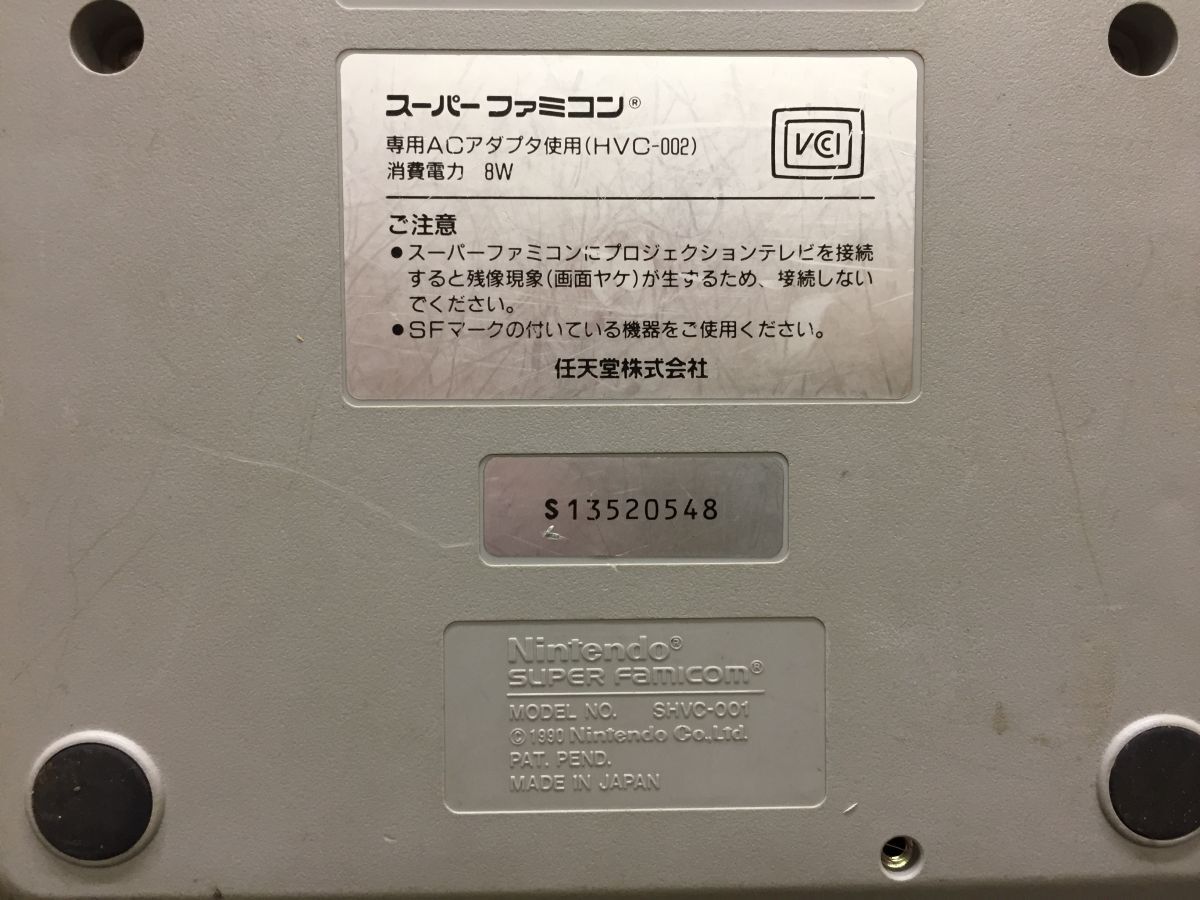 スーパーファミコン®
専用ACアダプタ使用(HVC-002)
消費電力 8W
VCCI
ご注意
●スーパーファミコンにプロジェクションテレビを接続
すると残像現象(画面ヤケ)が生ずるため、接続しない
でください。
●SFマークの付いている機器をご使用ください。
任天堂株式会社
S13520548
Nintendo®
SUPER FAMICOM®
MODEL NO. SHVC-001
©1990 Nintendo Co.,Ltd.
PAT. PEND.
MADE IN JAPAN